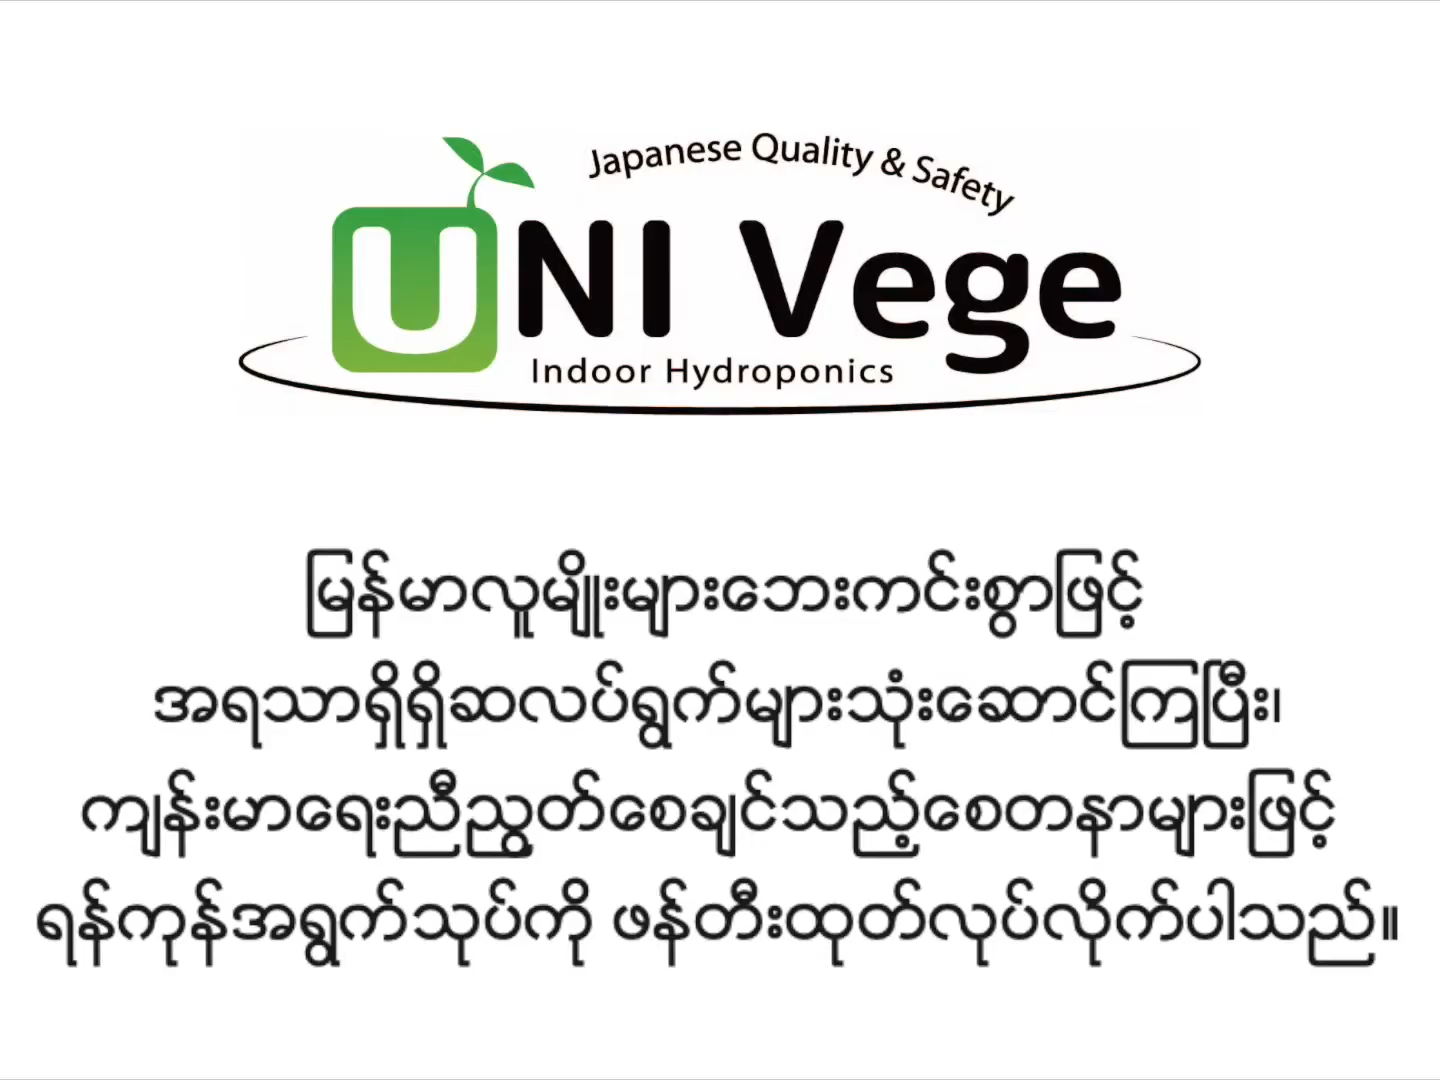 Japanese Quality & Safety
UNI Vege
Indoor Hydroponics
မြန်မာလူမျိုးများဘေးကင်းစွာဖြင့်
အရသာရှိရှိဆလပ်ရွက်များသုံးဆောင်ကြပြီး၊
ကျန်းမာရေးညီညွတ်စေချင်သည့်စေတနာများဖြင့်
ရန်ကုန်အရွက်သုပ်ကို ဖန်တီးထုတ်လုပ်လိုက်ပါသည်။